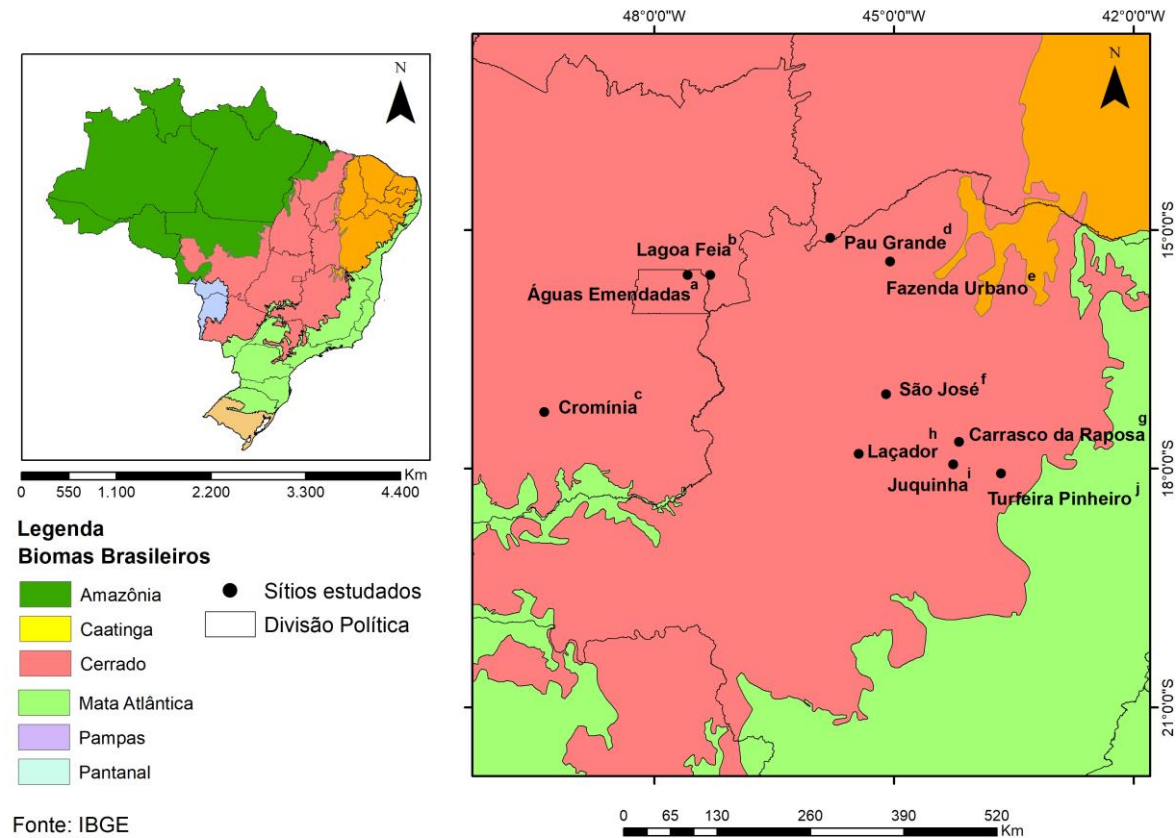 48°0'0"W
45°0'0"W
42°0'0"W
N
N
15°0'0"S
18°0'0"S
21°0'0"S
Lagoa Feia b
Águas Emendadas a
Pau Grande d
Fazenda Urbano e
Cromínia c
São José f
Carrasco da Raposa g
Laçador h
Juquinha i
Turfeira Pinheiro j
Km
0 550 1.100 2.200 3.300 4.400
Legenda
Biomas Brasileiros
Amazônia
Caatinga
Cerrado
Mata Atlântica
Pampas
Pantanal
Sítios estudados
Divisão Política
Fonte: IBGE
0 65 130 260 390 520
Km